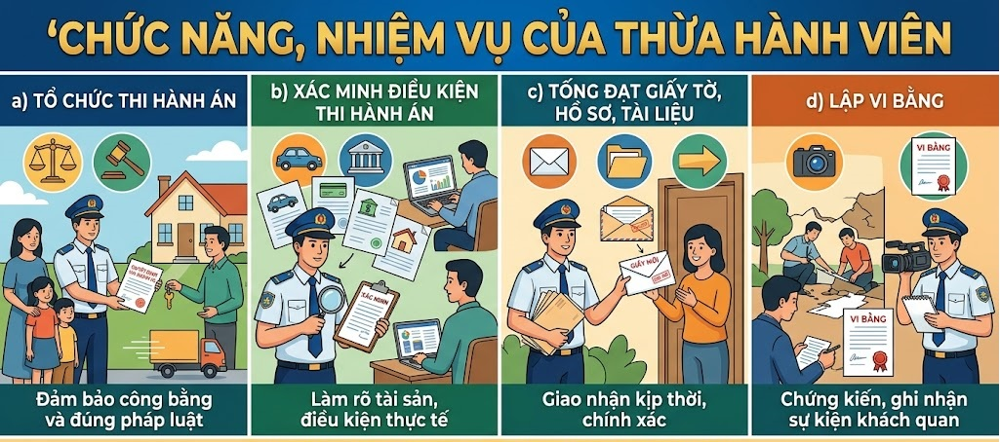 ‘CHỨC NĂNG, NHIỆM VỤ CỦA THỪA HÀNH VIÊN
a) TỔ CHỨC THI HÀNH ÁN
Đảm bảo công bằng
và đúng pháp luật
b) XÁC MINH ĐIỀU KIỆN
THI HÀNH ÁN
XÁC MINH
Làm rõ tài sản,
điều kiện thực tế
c) TỐNG ĐẠT GIẤY TỜ,
HỒ SƠ, TÀI LIỆU
GIẤY MỜI
Giao nhận kịp thời,
chính xác
d) LẬP VI BẰNG
VI BẰNG
VI BẰNG
Chứng kiến, ghi nhận
sự kiện khách quan